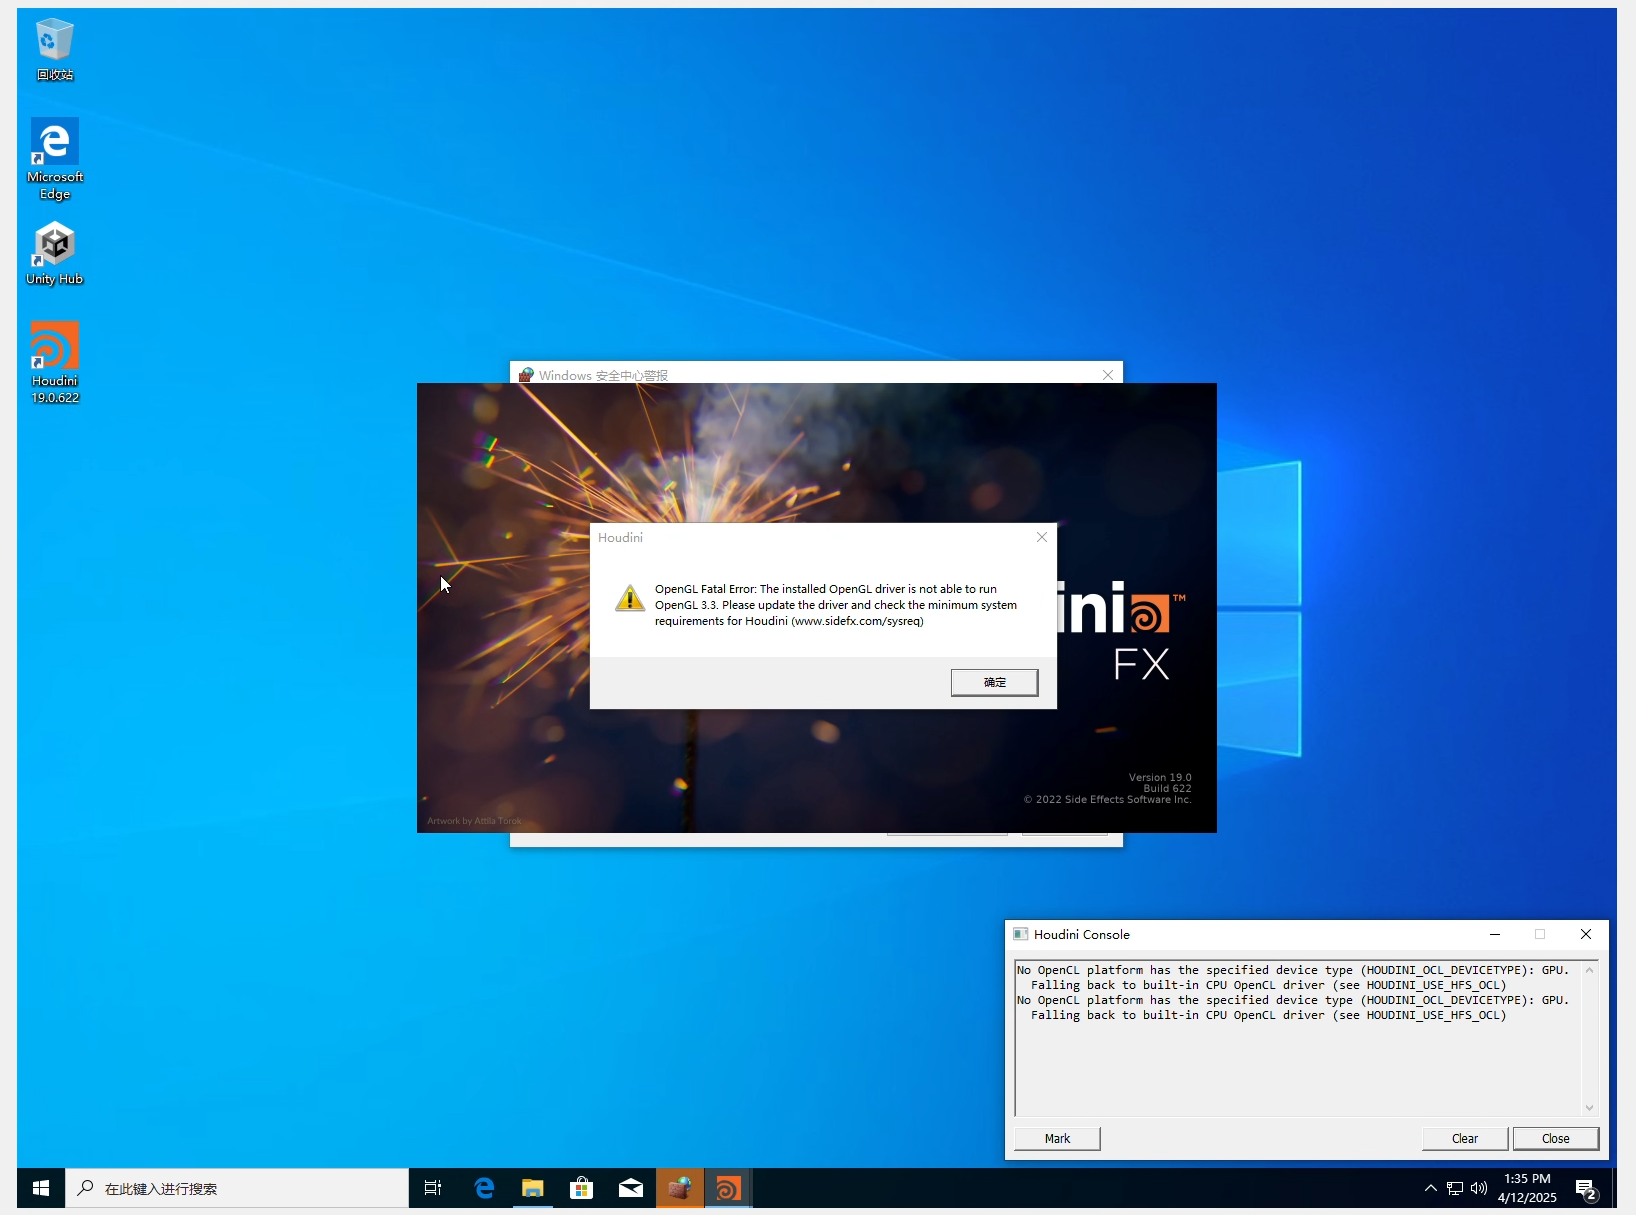 回收站
Microsoft
Edge
Unity Hub
Houdini
19.0.622
Windows 安全中心警报
Houdini
OpenGL Fatal Error: The installed OpenGL driver is not able to run
OpenGL 3.3. Please update the driver and check the minimum system
requirements for Houdini (www.sidefx.com/sysreq)
确定
ini™
FX
Version 19.0
Build 622
© 2022 Side Effects Software Inc.
Artwork by Attila Torok
Houdini Console
No OpenCL platform has the specified device type (HOUDINI_OCL_DEVICETYPE): GPU.
Falling back to built-in CPU OpenCL driver (see HOUDINI_USE_HFS_OCL)
No OpenCL platform has the specified device type (HOUDINI_OCL_DEVICETYPE): GPU.
Falling back to built-in CPU OpenCL driver (see HOUDINI_USE_HFS_OCL)
Mark
Clear
Close
在此键入进行搜索
1:35 PM
4/12/2025
2